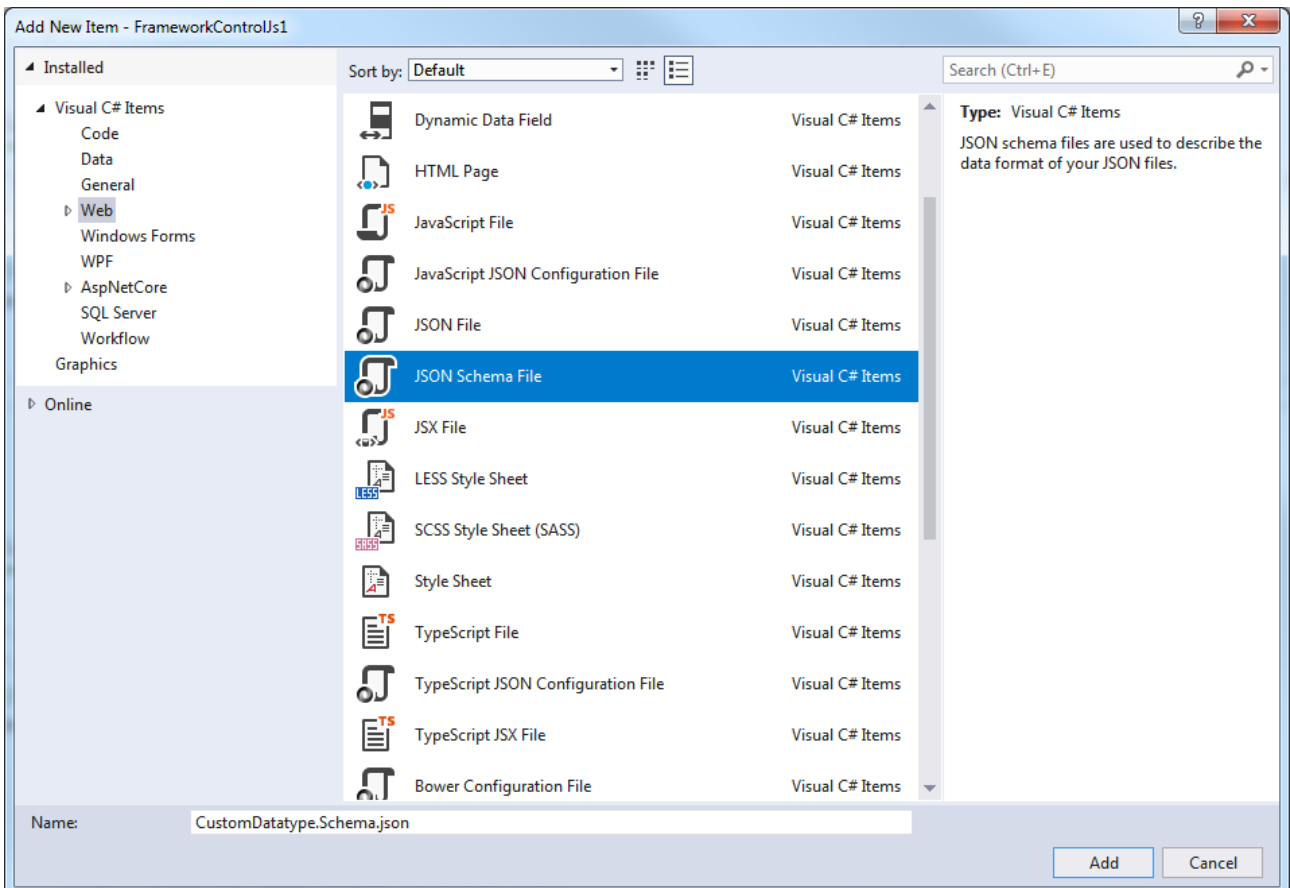 Add New Item - FrameworkControlJs1
?
X
Installed
Visual C# Items
Code
Data
General
Web
Windows Forms
WPF
AspNetCore
SQL Server
Workflow
Graphics
Online
Sort by: Default
Dynamic Data Field Visual C# Items
HTML Page Visual C# Items
JS
JavaScript File Visual C# Items
JavaScript JSON Configuration File Visual C# Items
JSON File Visual C# Items
JSON Schema File Visual C# Items
JS
JSX File Visual C# Items
LESS
LESS Style Sheet Visual C# Items
SASS
SCSS Style Sheet (SASS) Visual C# Items
Style Sheet Visual C# Items
TS
TypeScript File Visual C# Items
TypeScript JSON Configuration File Visual C# Items
TS
TypeScript JSX File Visual C# Items
Bower Configuration File Visual C# Items
Search (Ctrl+E)
Type: Visual C# Items
JSON schema files are used to describe the
data format of your JSON files.
Name: CustomDatatype.Schema.json
Add Cancel